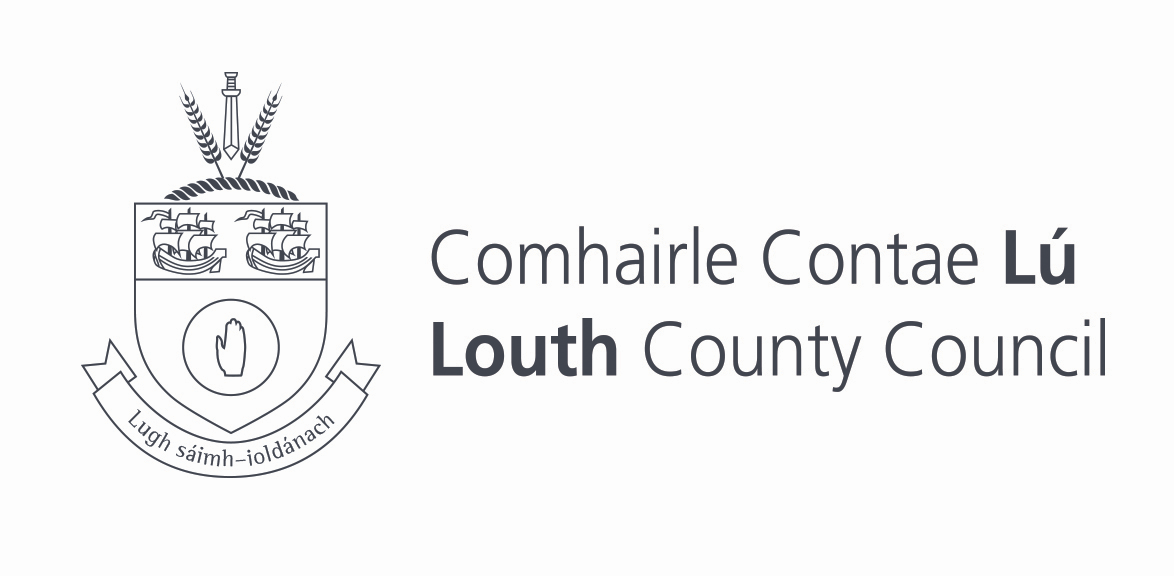 Comhairle Contae Lú
Louth County Council
Lugh sáimh-ioldánach